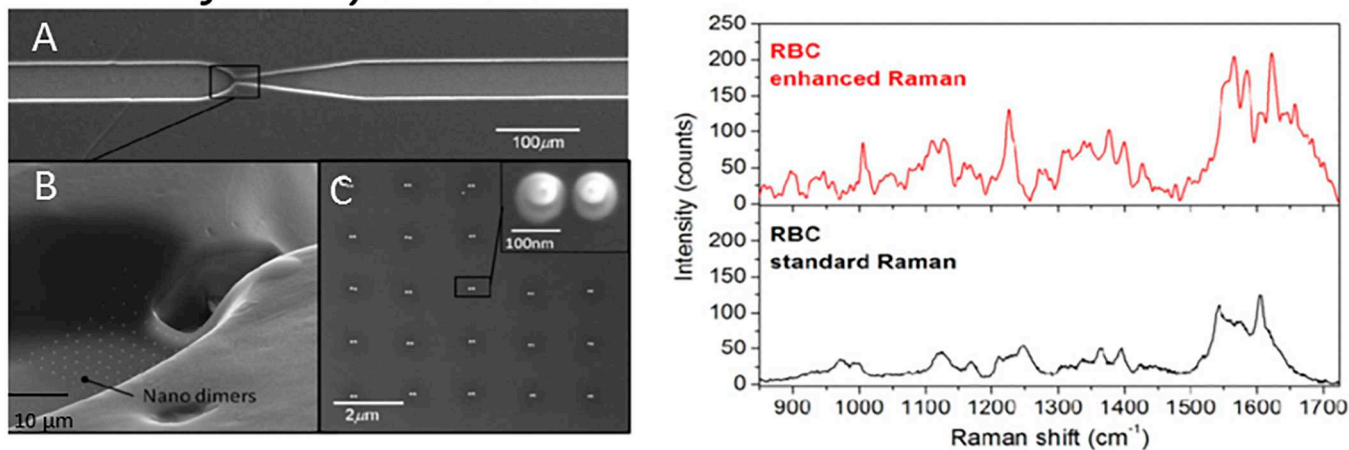 A
100μm
B
Nano dimers
10 μm
C
100nm
2μm
RBC
enhanced Raman
RBC
standard Raman
Intensity (counts)
250
200
150
100
50
0
200
150
100
50
0
900 1000 1100 1200 1300 1400 1500 1600 1700
Raman shift (cm⁻¹)